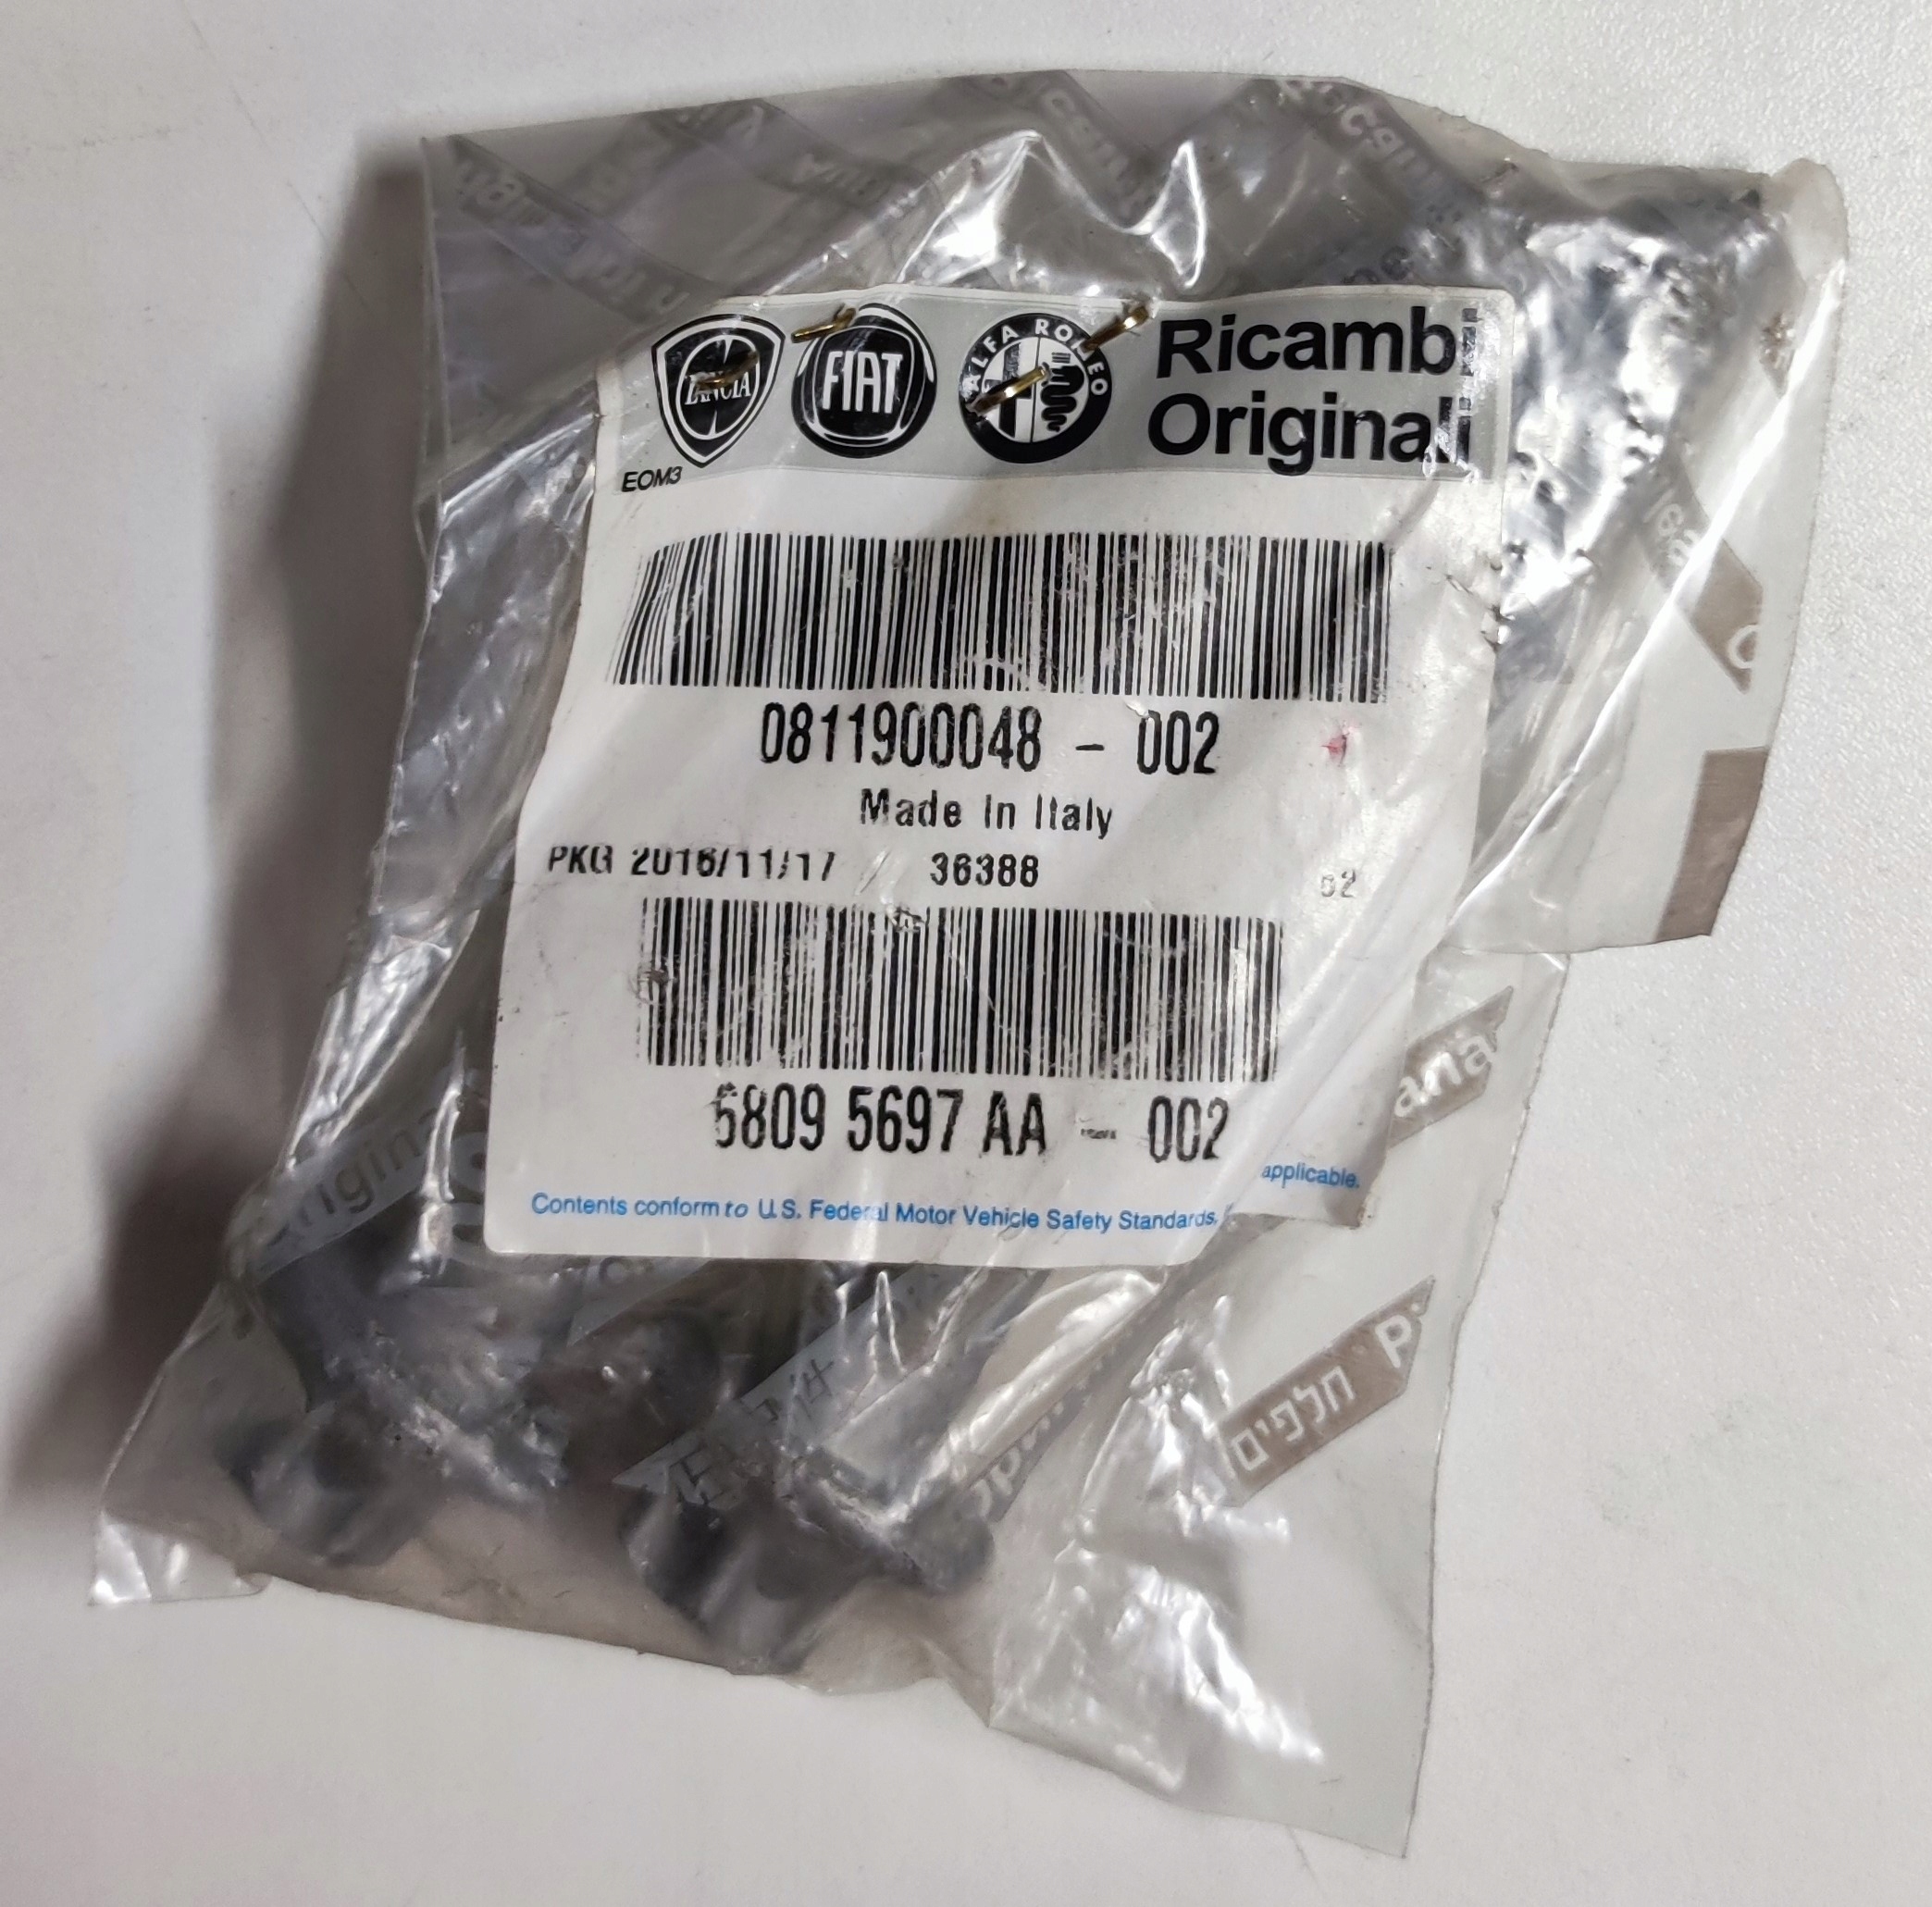 LANCIA
FIAT
ALFA ROMEO
Ricambi
Originali
EOM3
0811900048 - 002
Made In Italy
PKG 2016/11/17 / 36388
6809 5697 AA - 002
applicable.
Contents conform to U.S. Federal Motor Vehicle Safety Standards,
חלפים